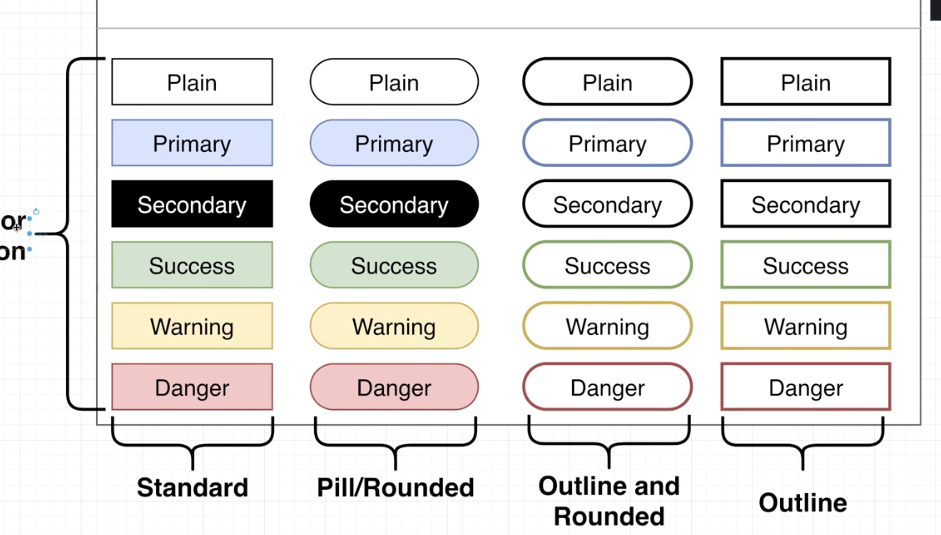 Plain Plain Plain Plain
Primary Primary Primary Primary
Secondary Secondary Secondary Secondary
or
on
Success Success Success Success
Warning Warning Warning Warning
Danger Danger Danger Danger
Standard Pill/Rounded Outline and
Rounded
Outline